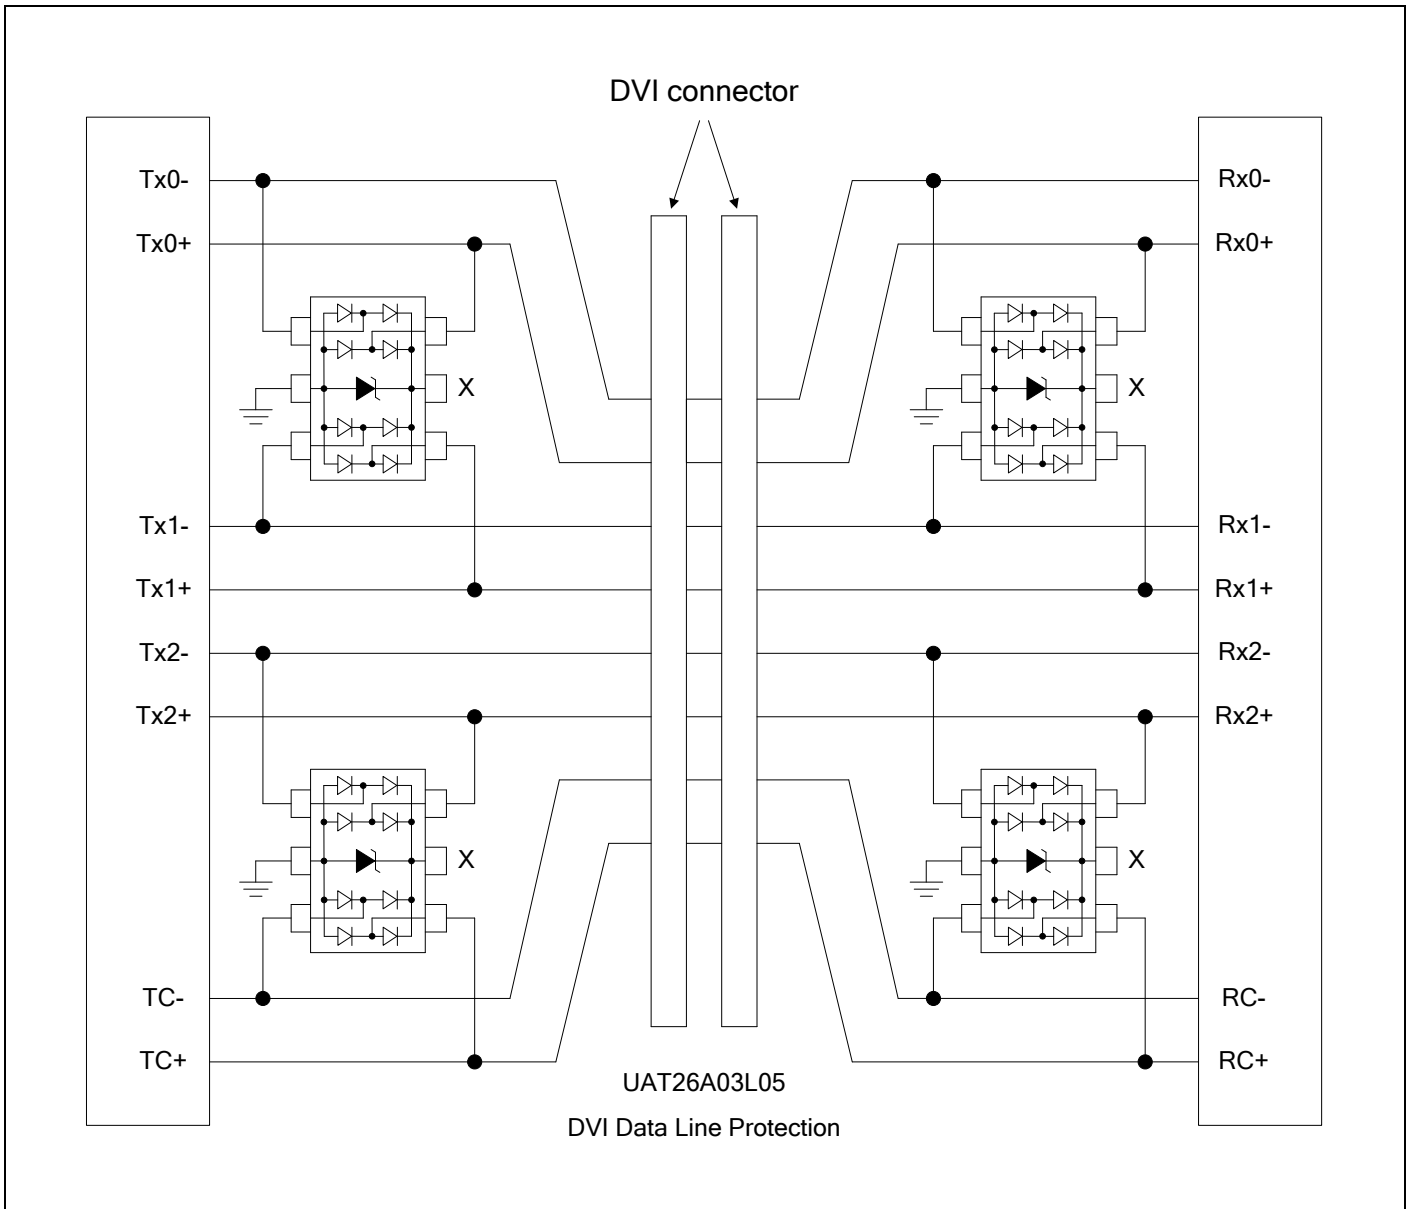 DVI connector
Tx0-
Rx0-
Tx0+
Rx0+
X
X
Tx1-
Rx1-
Tx1+
Rx1+
Tx2-
Rx2-
Tx2+
Rx2+
X
X
TC-
RC-
TC+
RC+
UAT26A03L05
DVI Data Line Protection